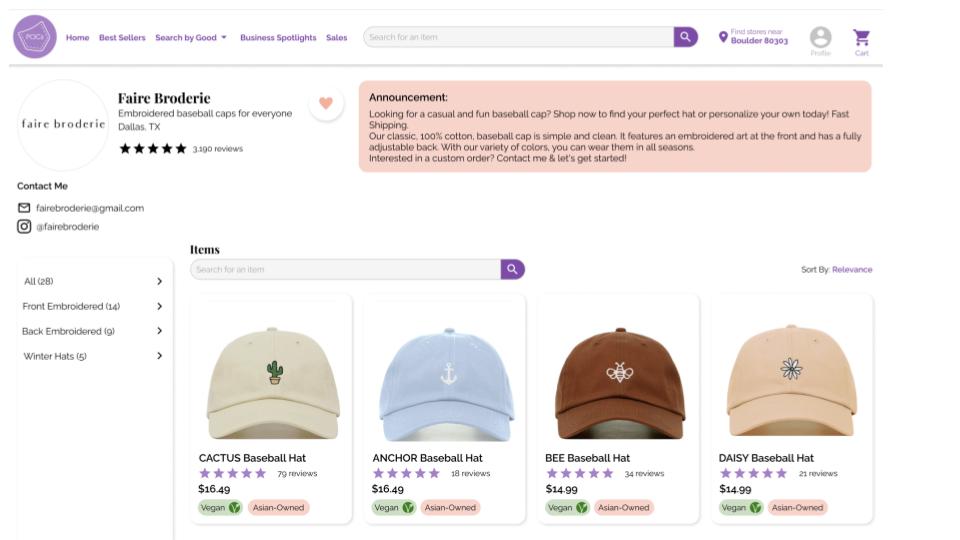 POCo
Home Best Sellers Search by Good Business Spotlights Sales
Search for an item
Find stores near
Boulder 80303
Profile
Cart
faire broderie
Faire Broderie
Embroidered baseball caps for everyone
Dallas, TX
3,190 reviews
Announcement:
Looking for a casual and fun baseball cap? Shop now to find your perfect hat or personalize your own today! Fast
Shipping.
Our classic, 100% cotton, baseball cap is simple and clean. It features an embroidered art at the front and has a fully
adjustable back. With our variety of colors, you can wear them in all seasons.
Interested in a custom order? Contact me & let's get started!
Contact Me
fairebroderie@gmail.com
@fairebroderie
All (28)
Front Embroidered (14)
Back Embroidered (9)
Winter Hats (5)
Items
Search for an item
Sort By: Relevance
CACTUS Baseball Hat
79 reviews
$16.49
Vegan Asian-Owned
ANCHOR Baseball Hat
18 reviews
$16.49
Vegan Asian-Owned
BEE Baseball Hat
34 reviews
$14.99
Vegan Asian-Owned
DAISY Baseball Hat
21 reviews
$14.99
Vegan Asian-Owned